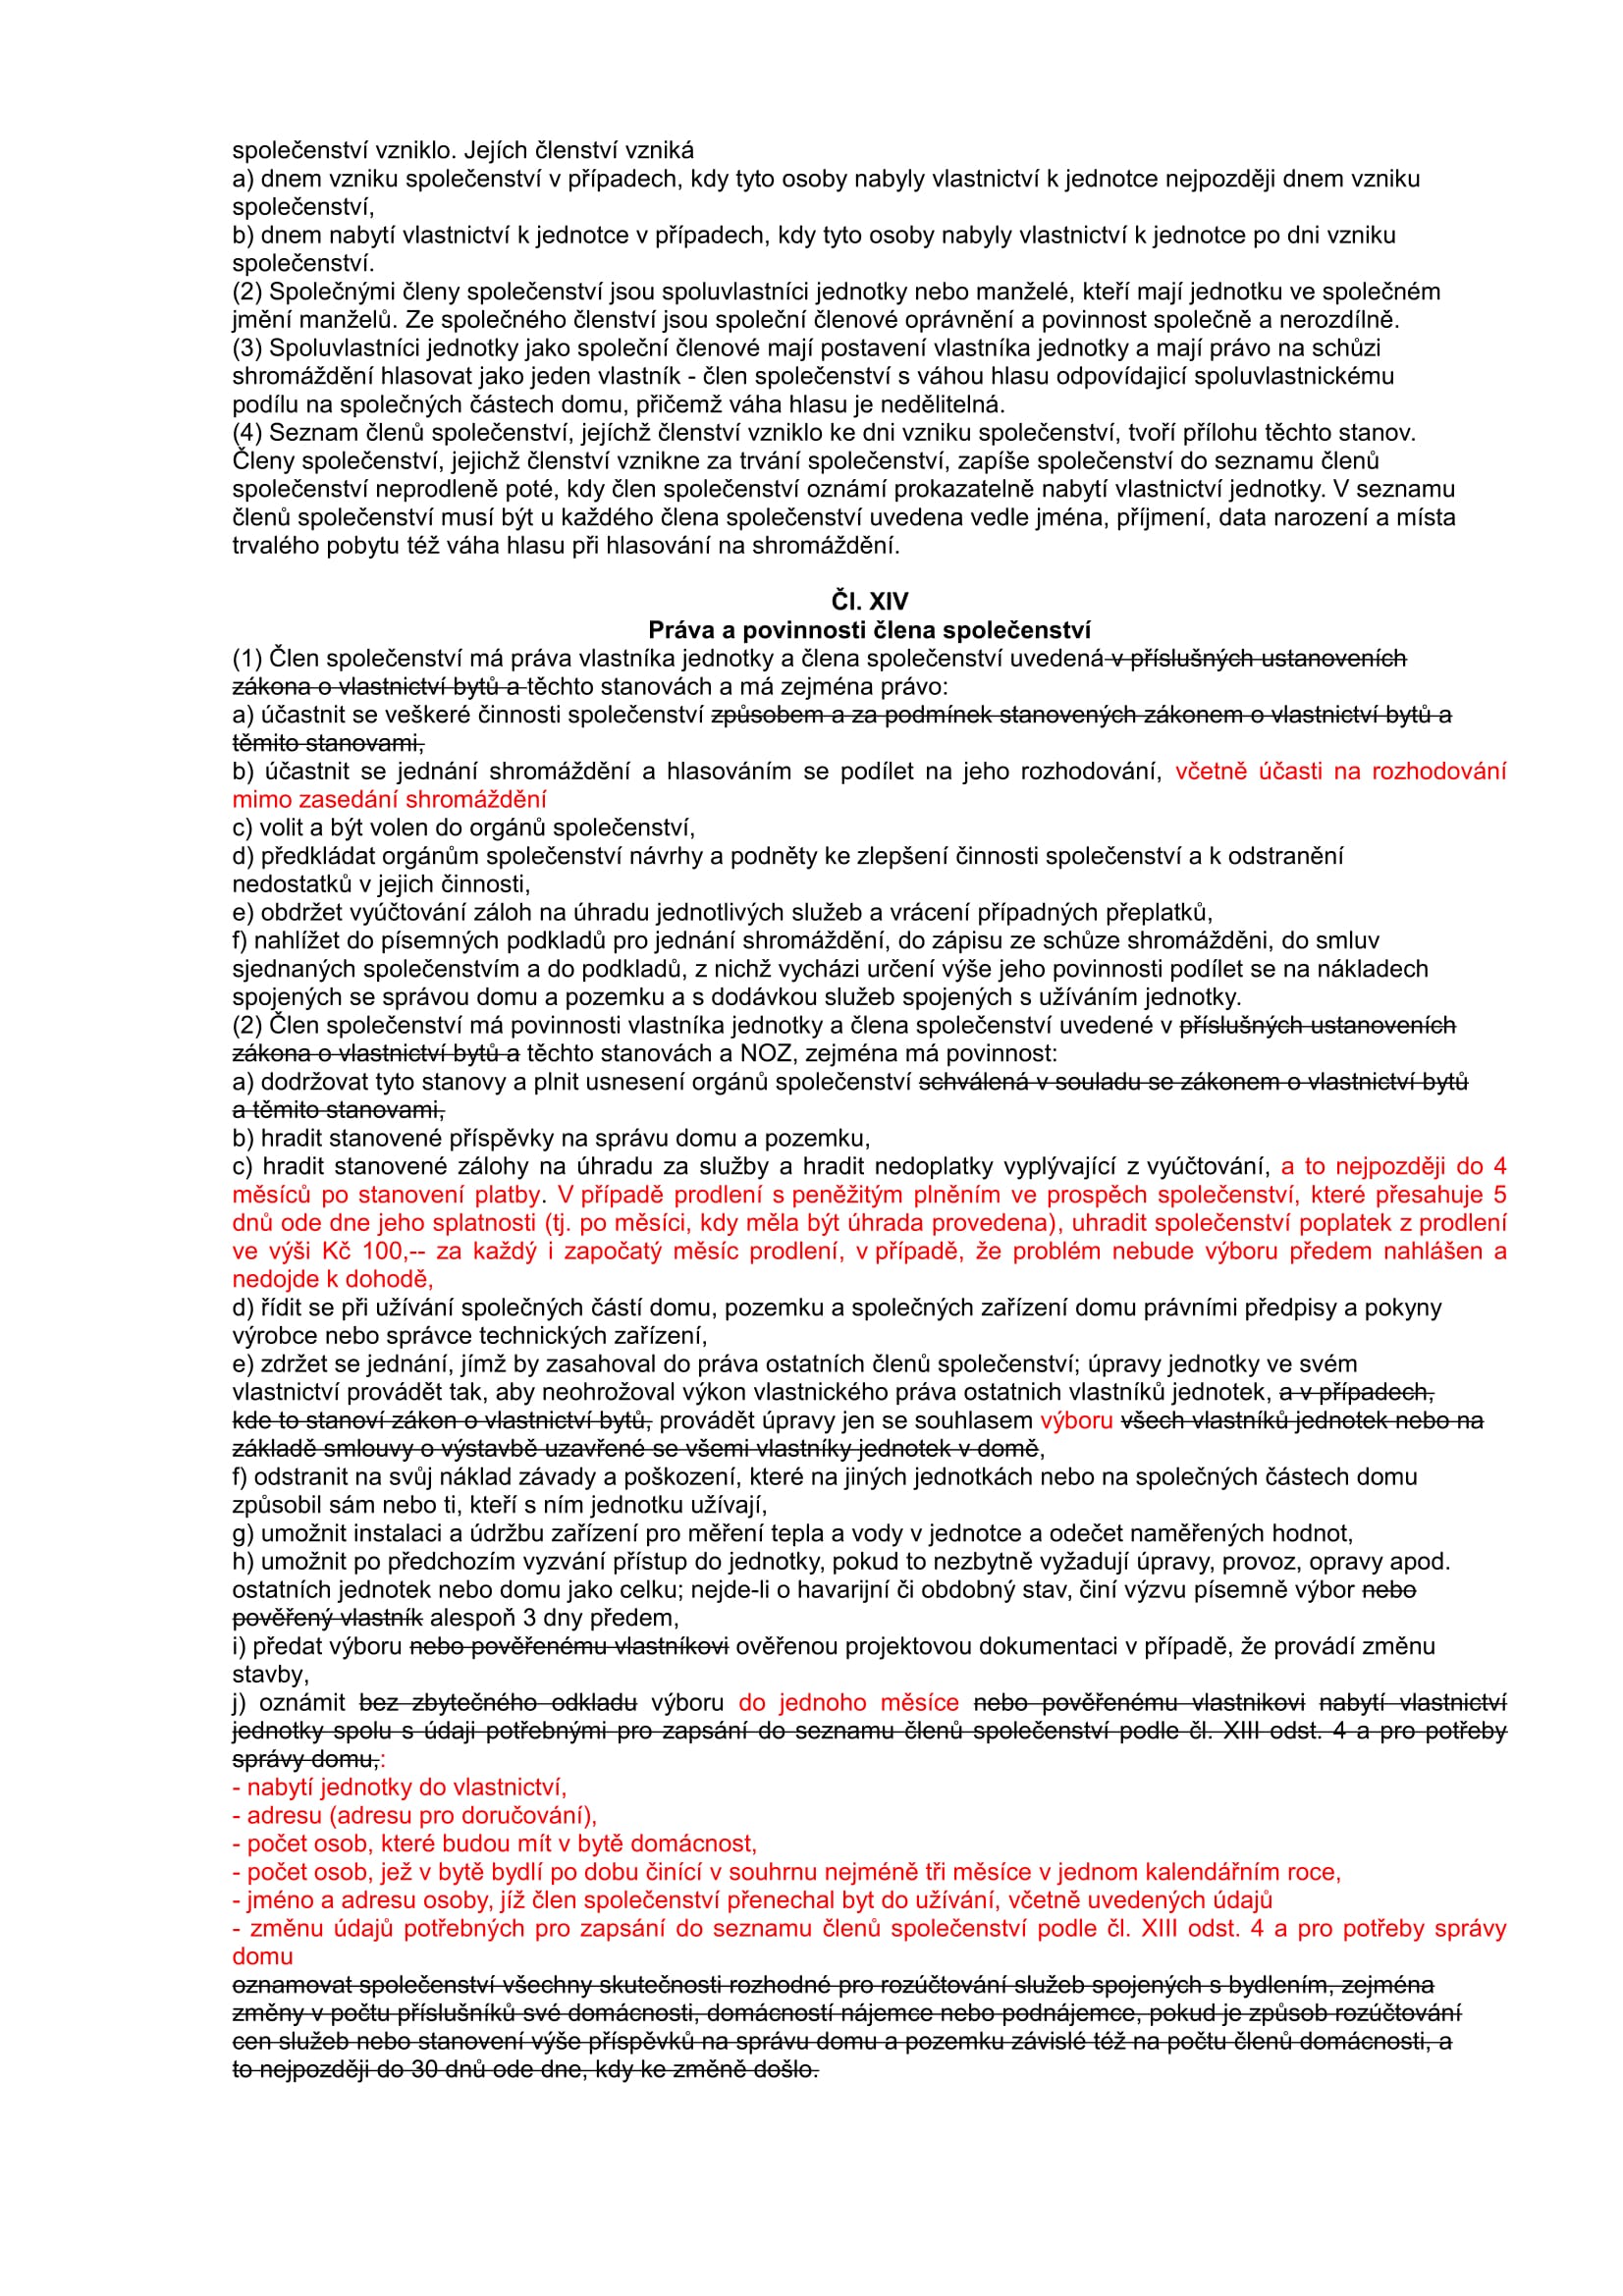 společenství vzniklo. Jejích členství vzniká
a) dnem vzniku společenství v případech, kdy tyto osoby nabyly vlastnictví k jednotce nejpozději dnem vzniku
společenství,
b) dnem nabytí vlastnictví k jednotce v případech, kdy tyto osoby nabyly vlastnictví k jednotce po dni vzniku
společenství.
(2) Společnými členy společenství jsou spoluvlastníci jednotky nebo manželé, kteří mají jednotku ve společném
jmění manželů. Ze společného členství jsou společní členové oprávnění a povinnost společně a nerozdílně.
(3) Spoluvlastníci jednotky jako společní členové mají postavení vlastníka jednotky a mají právo na schůzi
shromáždění hlasovat jako jeden vlastník - člen společenství s váhou hlasu odpovídajicí spoluvlastnickému
podílu na společných částech domu, přičemž váha hlasu je nedělitelná.
(4) Seznam členů společenství, jejíchž členství vzniklo ke dni vzniku společenství, tvoří přílohu těchto stanov.
Členy společenství, jejichž členství vznikne za trvání společenství, zapíše společenství do seznamu členů
společenství neprodleně poté, kdy člen společenství oznámí prokazatelně nabytí vlastnictví jednotky. V seznamu
členů společenství musí být u každého člena společenství uvedena vedle jména, příjmení, data narození a místa
trvalého pobytu též váha hlasu při hlasování na shromáždění.
Čl. XIV
Práva a povinnosti člena společenství
(1) Člen společenství má práva vlastníka jednotky a člena společenství uvedená v příslušných ustanoveních
zákona o vlastnictví bytů a těchto stanovách a má zejména právo:
a) účastnit se veškeré činnosti společenství způsobem a za podmínek stanovených zákonem o vlastnictví bytů a
těmito stanovami,
b) účastnit se jednání shromáždění a hlasováním se podílet na jeho rozhodování, včetně účasti na rozhodování
mimo zasedání shromáždění
c) volit a být volen do orgánů společenství,
d) předkládat orgánům společenství návrhy a podněty ke zlepšení činnosti společenství a k odstranění
nedostatků v jejich činnosti,
e) obdržet vyúčtování záloh na úhradu jednotlivých služeb a vrácení případných přeplatků,
f) nahlížet do písemných podkladů pro jednání shromáždění, do zápisu ze schůze shromážděni, do smluv
sjednaných společenstvím a do podkladů, z nichž vycházi určení výše jeho povinnosti podílet se na nákladech
spojených se správou domu a pozemku a s dodávkou služeb spojených s užíváním jednotky.
(2) Člen společenství má povinnosti vlastníka jednotky a člena společenství uvedené v příslušných ustanoveních
zákona o vlastnictví bytů a těchto stanovách a NOZ, zejména má povinnost:
a) dodržovat tyto stanovy a plnit usnesení orgánů společenství schválená v souladu se zákonem o vlastnictví bytů
a těmito stanovami,
b) hradit stanovené příspěvky na správu domu a pozemku,
c) hradit stanovené zálohy na úhradu za služby a hradit nedoplatky vyplývající z vyúčtování, a to nejpozději do 4
měsíců po stanovení platby. V případě prodlení s peněžitým plněním ve prospěch společenství, které přesahuje 5
dnů ode dne jeho splatnosti (tj. po měsíci, kdy měla být úhrada provedena), uhradit společenství poplatek z prodlení
ve výši Kč 100,-- za každý i započatý měsíc prodlení, v případě, že problém nebude výboru předem nahlášen a
nedojde k dohodě,
d) řídit se při užívání společných částí domu, pozemku a společných zařízení domu právními předpisy a pokyny
výrobce nebo správce technických zařízení,
e) zdržet se jednání, jímž by zasahoval do práva ostatních členů společenství; úpravy jednotky ve svém
vlastnictví provádět tak, aby neohrožoval výkon vlastnického práva ostatnich vlastníků jednotek, a v případech,
kde to stanoví zákon o vlastnictví bytů, provádět úpravy jen se souhlasem výboru všech vlastníků jednotek nebo na
základě smlouvy o výstavbě uzavřené se všemi vlastníky jednotek v domě,
f) odstranit na svůj náklad závady a poškození, které na jiných jednotkách nebo na společných částech domu
způsobil sám nebo ti, kteří s ním jednotku užívají,
g) umožnit instalaci a údržbu zařízení pro měření tepla a vody v jednotce a odečet naměřených hodnot,
h) umožnit po předchozím vyzvání přístup do jednotky, pokud to nezbytně vyžadují úpravy, provoz, opravy apod.
ostatních jednotek nebo domu jako celku; nejde-li o havarijní či obdobný stav, činí výzvu písemně výbor nebo
pověřený vlastník alespoň 3 dny předem,
i) předat výboru nebo pověřenému vlastníkovi ověřenou projektovou dokumentaci v případě, že provádí změnu
stavby,
j) oznámit bez zbytečného odkladu výboru do jednoho měsíce nebo pověřenému vlastnikovi nabytí vlastnictví
jednotky spolu s údaji potřebnými pro zapsání do seznamu členů společenství podle čl. XIII odst. 4 a pro potřeby
správy domu,:
- nabytí jednotky do vlastnictví,
- adresu (adresu pro doručování),
- počet osob, které budou mít v bytě domácnost,
- počet osob, jež v bytě bydlí po dobu činící v souhrnu nejméně tři měsíce v jednom kalendářním roce,
- jméno a adresu osoby, jíž člen společenství přenechal byt do užívání, včetně uvedených údajů
- změnu údajů potřebných pro zapsání do seznamu členů společenství podle čl. XIII odst. 4 a pro potřeby správy
domu
oznamovat společenství všechny skutečnosti rozhodné pro rozúčtování služeb spojených s bydlením, zejména
změny v počtu příslušníků své domácnosti, domácností nájemce nebo podnájemce, pokud je způsob rozúčtování
cen služeb nebo stanovení výše příspěvků na správu domu a pozemku závislé též na počtu členů domácnosti, a
to nejpozději do 30 dnů ode dne, kdy ke změně došlo.